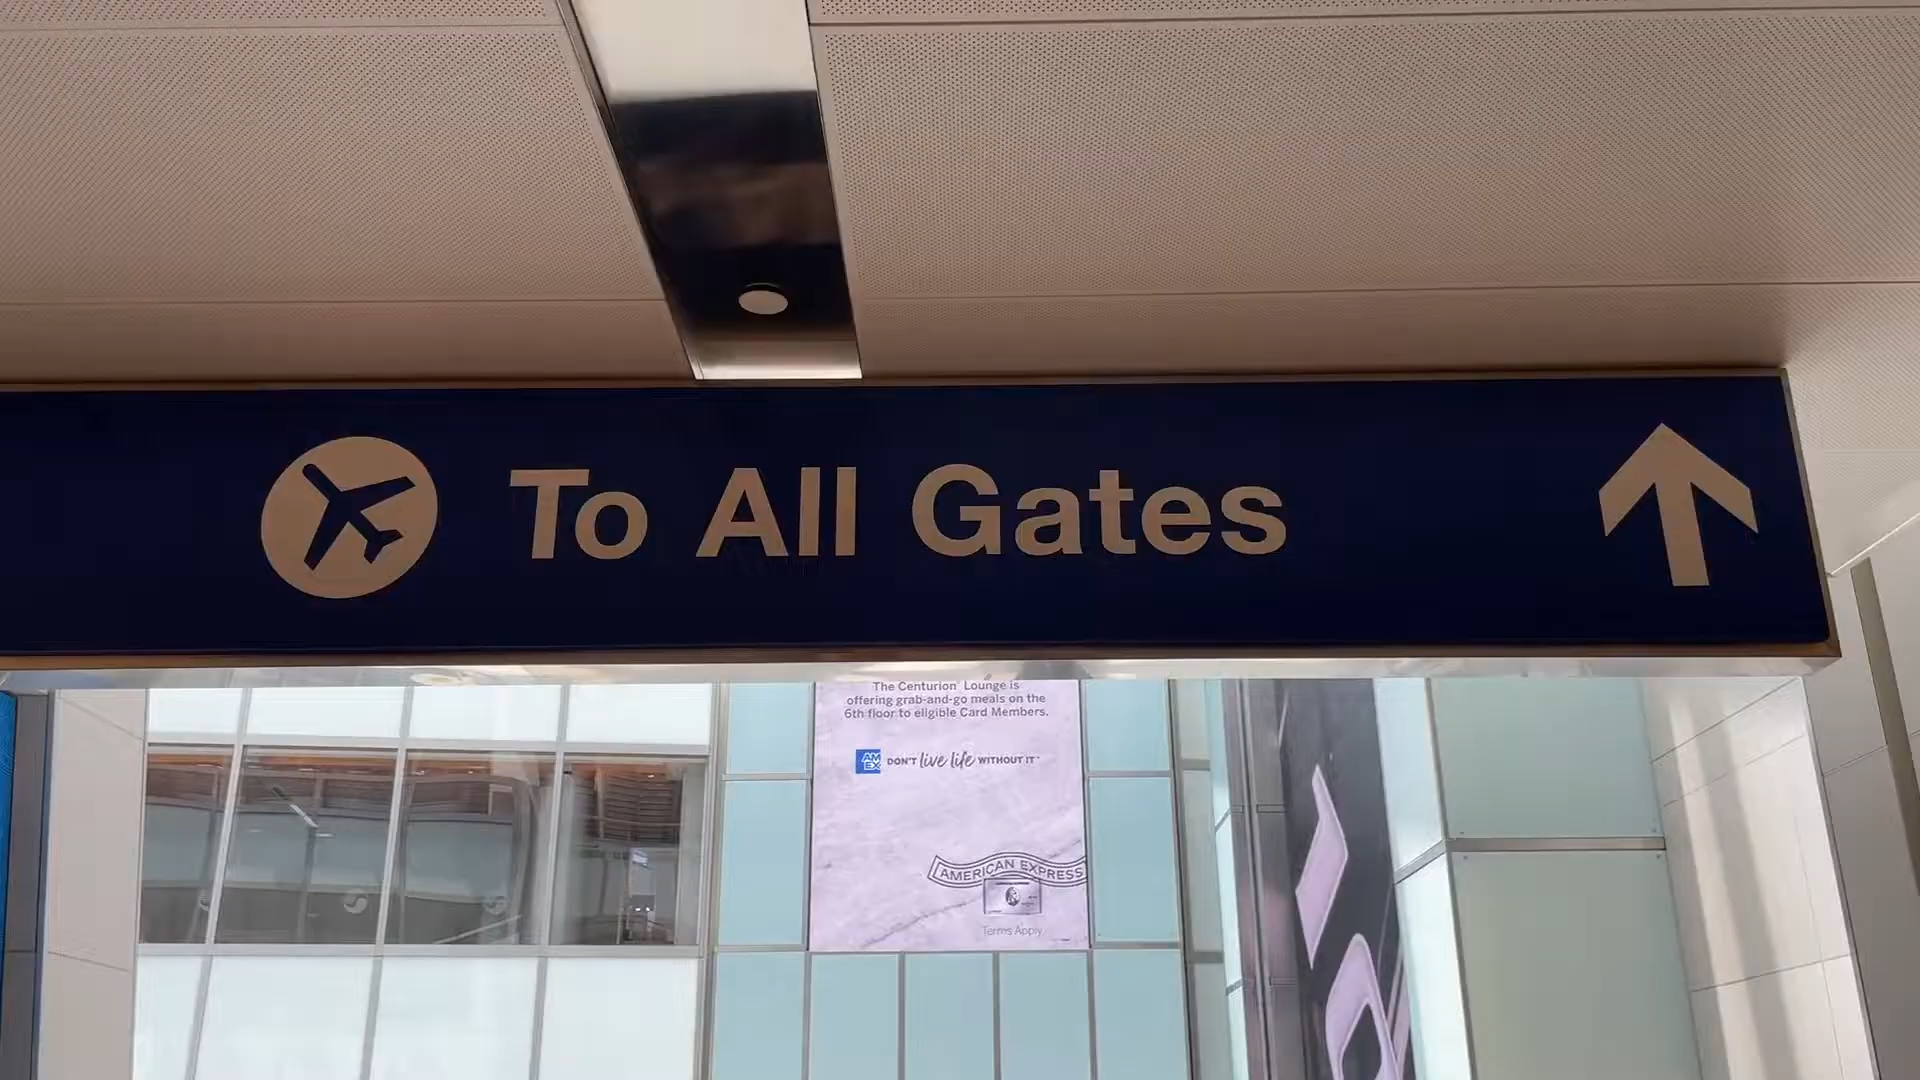 To All Gates
The Centurion® Lounge is
offering grab-and-go meals on the
6th floor to eligible Card Members.
AM
EX
DON'T live life WITHOUT IT™
AMERICAN EXPRESS
Terms Apply.